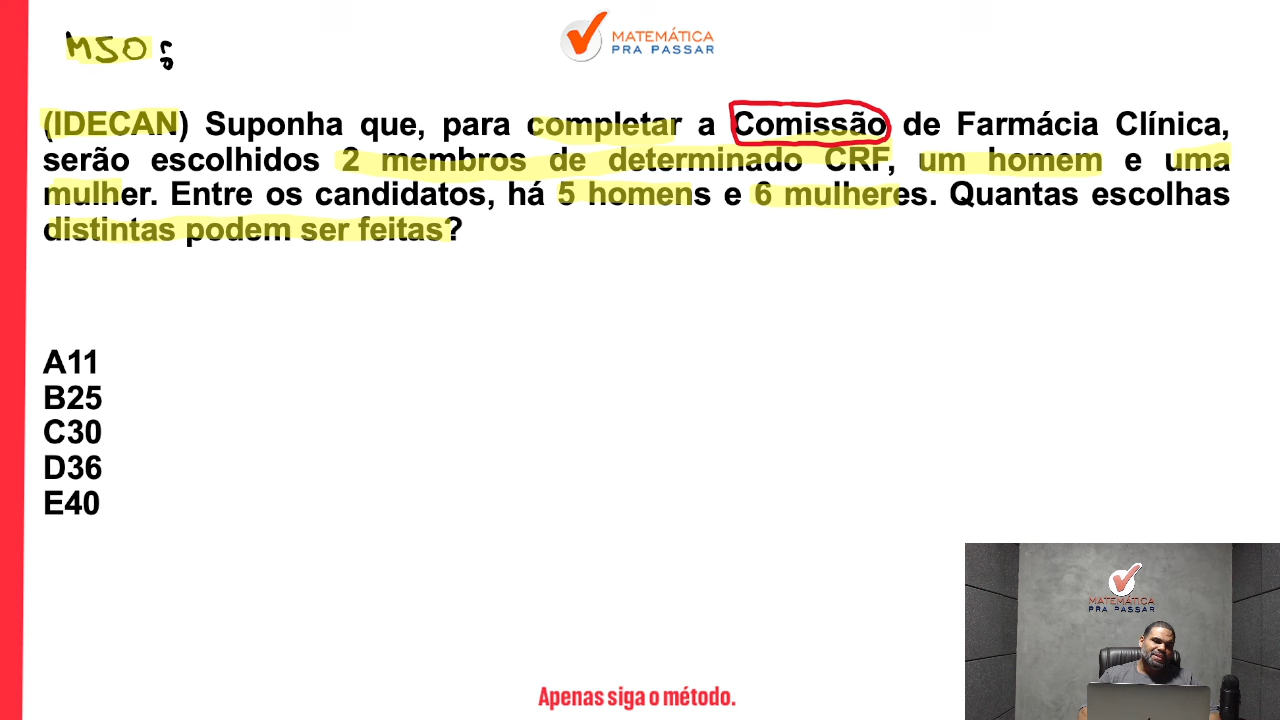 MSO
MATEMÁTICA
PRA PASSAR
(IDECAN) Suponha que, para completar a Comissão de Farmácia Clínica,
serão escolhidos 2 membros de determinado CRF, um homem e uma
mulher. Entre os candidatos, há 5 homens e 6 mulheres. Quantas escolhas
distintas podem ser feitas?
A11
B25
C30
D36
E40
MATEMÁTICA
PRA PASSAR
Apenas siga o método.